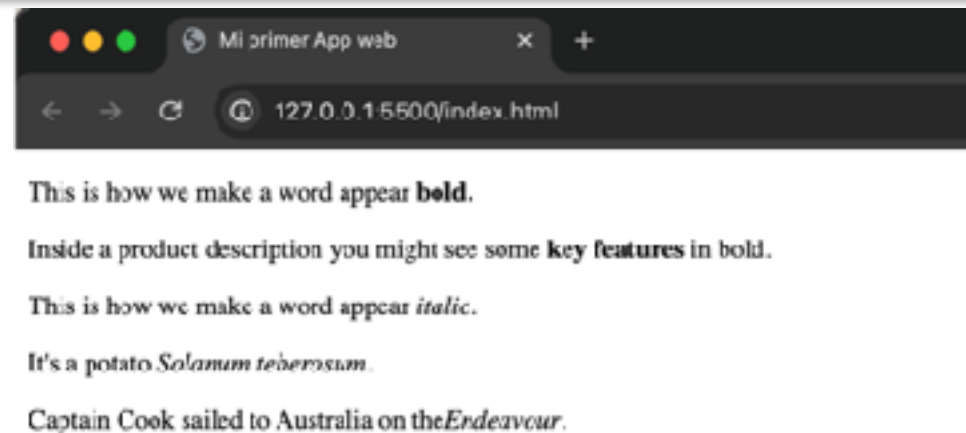 Mi primer App web
127.0.0.1:5500/index.html
This is how we make a word appear bold.
Inside a product description you might see some key features in bold.
This is how we make a word appear italic.
It's a potato Solanum teberosum.
Captain Cook sailed to Australia on theEndeavour.